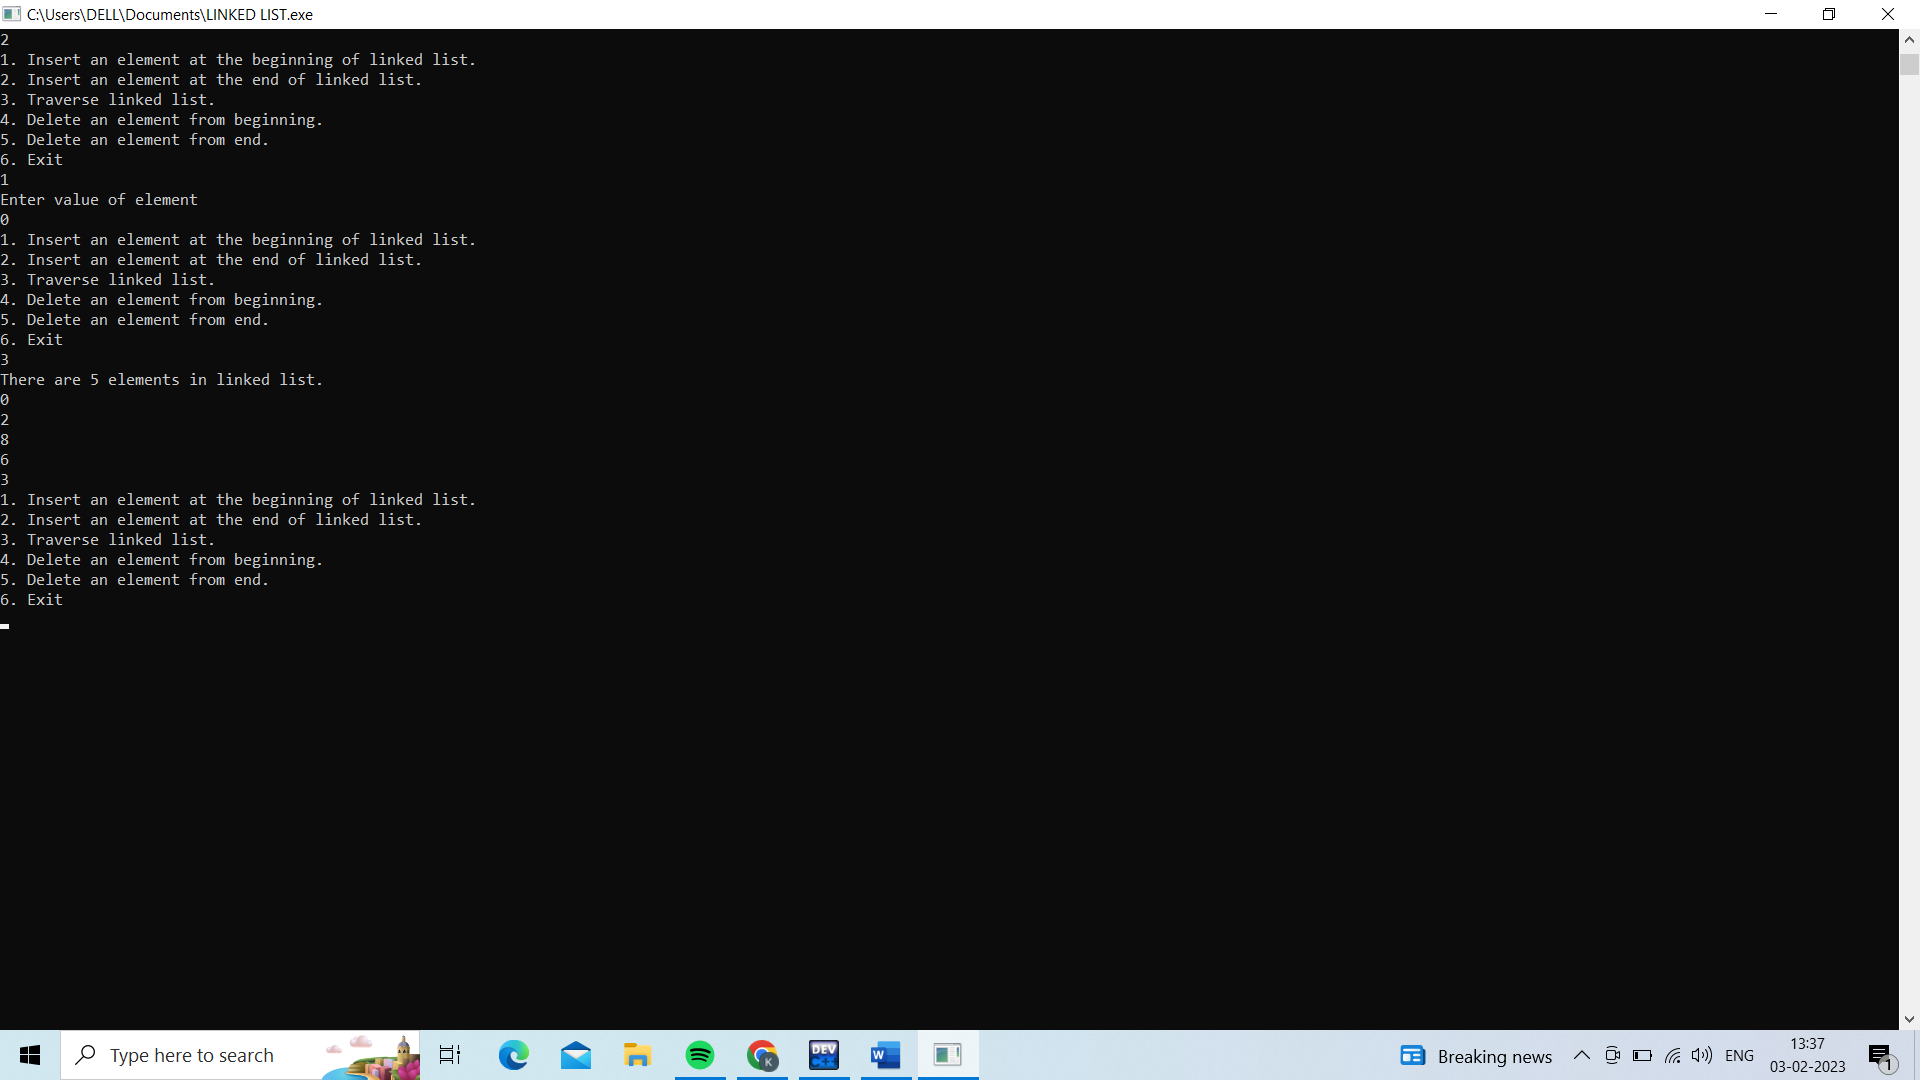 C:\Users\DELL\Documents\LINKED LIST.exe
2
1. Insert an element at the beginning of linked list.
2. Insert an element at the end of linked list.
3. Traverse linked list.
4. Delete an element from beginning.
5. Delete an element from end.
6. Exit
1
Enter value of element
0
1. Insert an element at the beginning of linked list.
2. Insert an element at the end of linked list.
3. Traverse linked list.
4. Delete an element from beginning.
5. Delete an element from end.
6. Exit
3
There are 5 elements in linked list.
0
2
8
6
3
1. Insert an element at the beginning of linked list.
2. Insert an element at the end of linked list.
3. Traverse linked list.
4. Delete an element from beginning.
5. Delete an element from end.
6. Exit
Type here to search
K
DEV
C++
W
Breaking news
ENG
13:37
03-02-2023
1